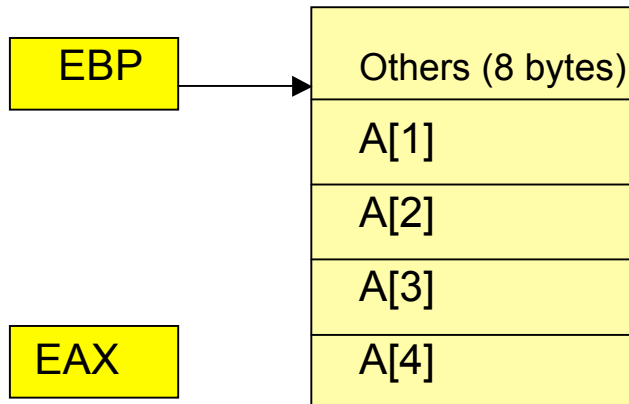 EBP
Others (8 bytes)
A[1]
A[2]
A[3]
EAX
A[4]